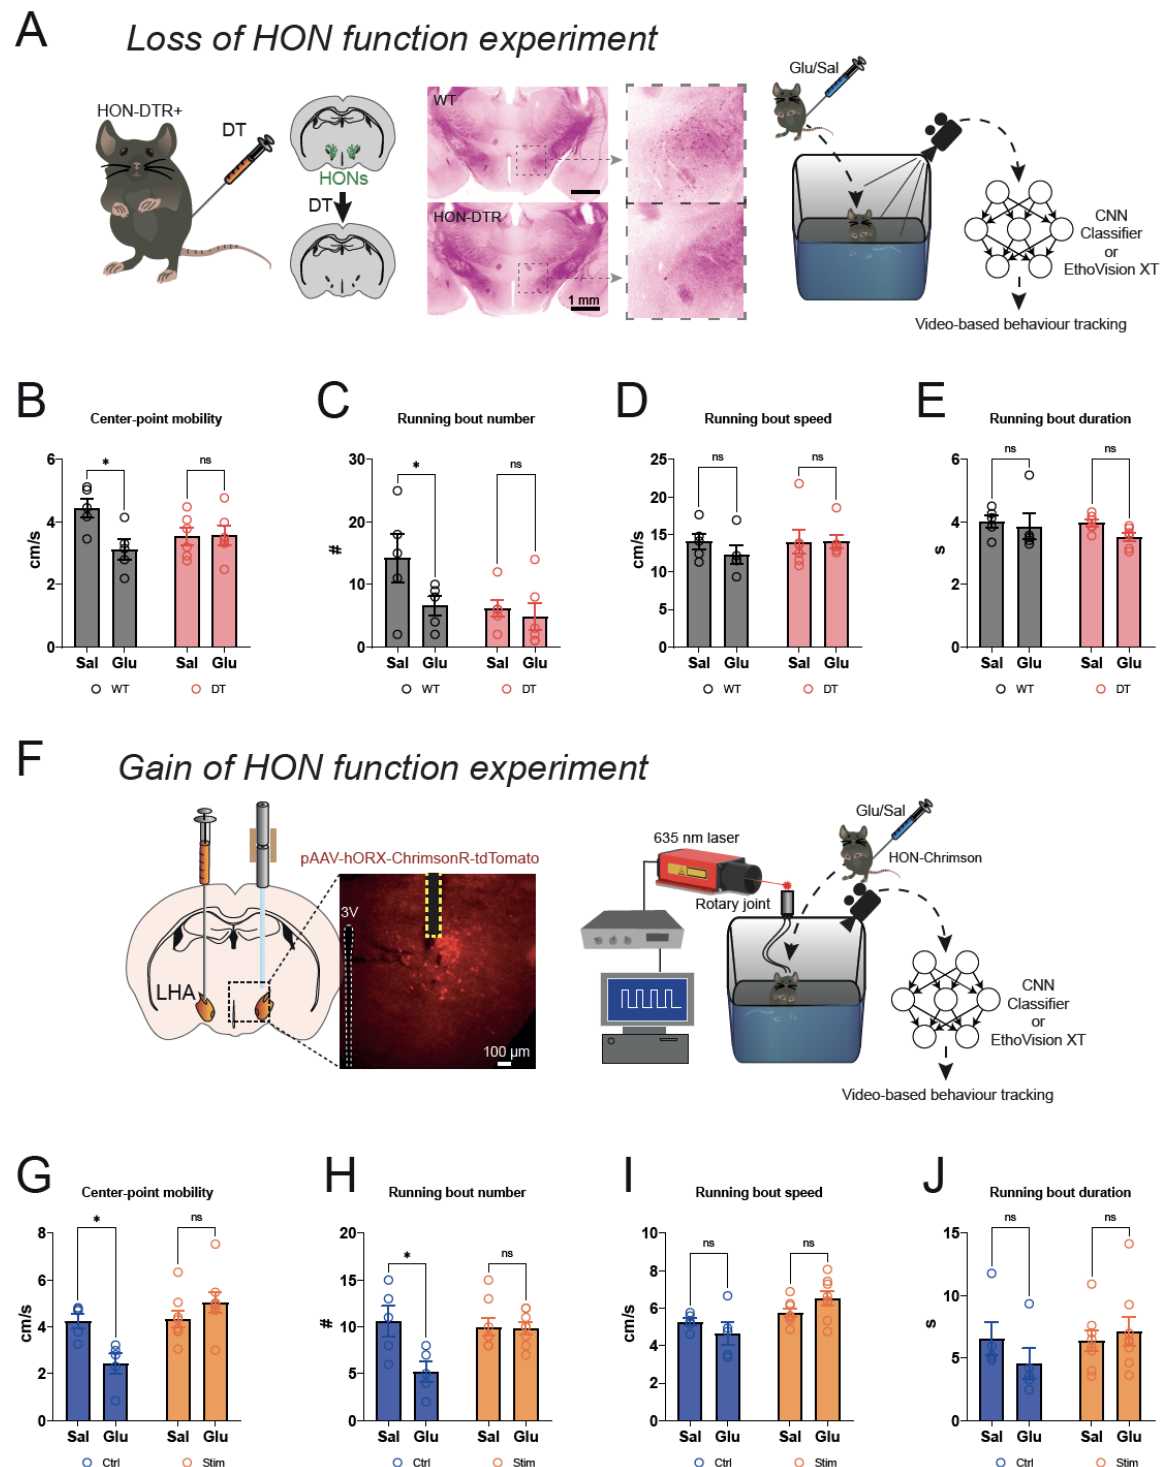 A
Loss of HON function experiment
HON-DTR+
DT
HONs
DT
WT
HON-DTR
1 mm
Glu/Sal
CNN
Classifier
or
EthoVision XT
Video-based behaviour tracking
B
Center-point mobility
6
4
2
0
cm/s
*
ns
Sal Glu Sal Glu
WT DT
C
Running bout number
30
20
10
0
#
*
ns
Sal Glu Sal Glu
WT DT
D
Running bout speed
25
20
15
10
5
0
cm/s
ns
ns
Sal Glu Sal Glu
WT DT
E
Running bout duration
6
4
2
0
s
ns
ns
Sal Glu Sal Glu
WT DT
F
Gain of HON function experiment
pAAV-hORX-ChrimsonR-tdTomato
3V
LHA
100 µm
635 nm laser
Rotary joint
Glu/Sal
HON-Chrimson
CNN
Classifier
or
EthoVision XT
Video-based behaviour tracking
G
Center-point mobility
8
6
4
2
0
cm/s
*
ns
Sal Glu Sal Glu
Ctrl Stim
H
Running bout number
20
15
10
5
0
#
*
ns
Sal Glu Sal Glu
Ctrl Stim
I
Running bout speed
10
8
6
4
2
0
cm/s
ns
ns
Sal Glu Sal Glu
Ctrl Stim
J
Running bout duration
15
10
5
0
s
ns
ns
Sal Glu Sal Glu
Ctrl Stim